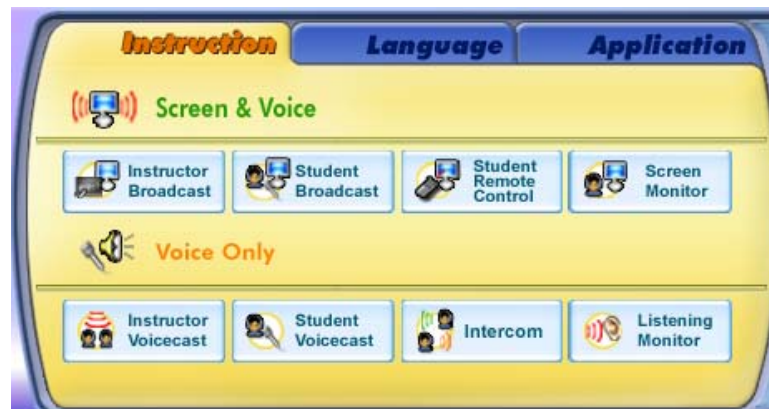 Instruction Language Application
Screen & Voice
Instructor
Broadcast
Student
Broadcast
Student
Remote
Control
Screen
Monitor
Voice Only
Instructor
Voicecast
Student
Voicecast
Intercom
Listening
Monitor